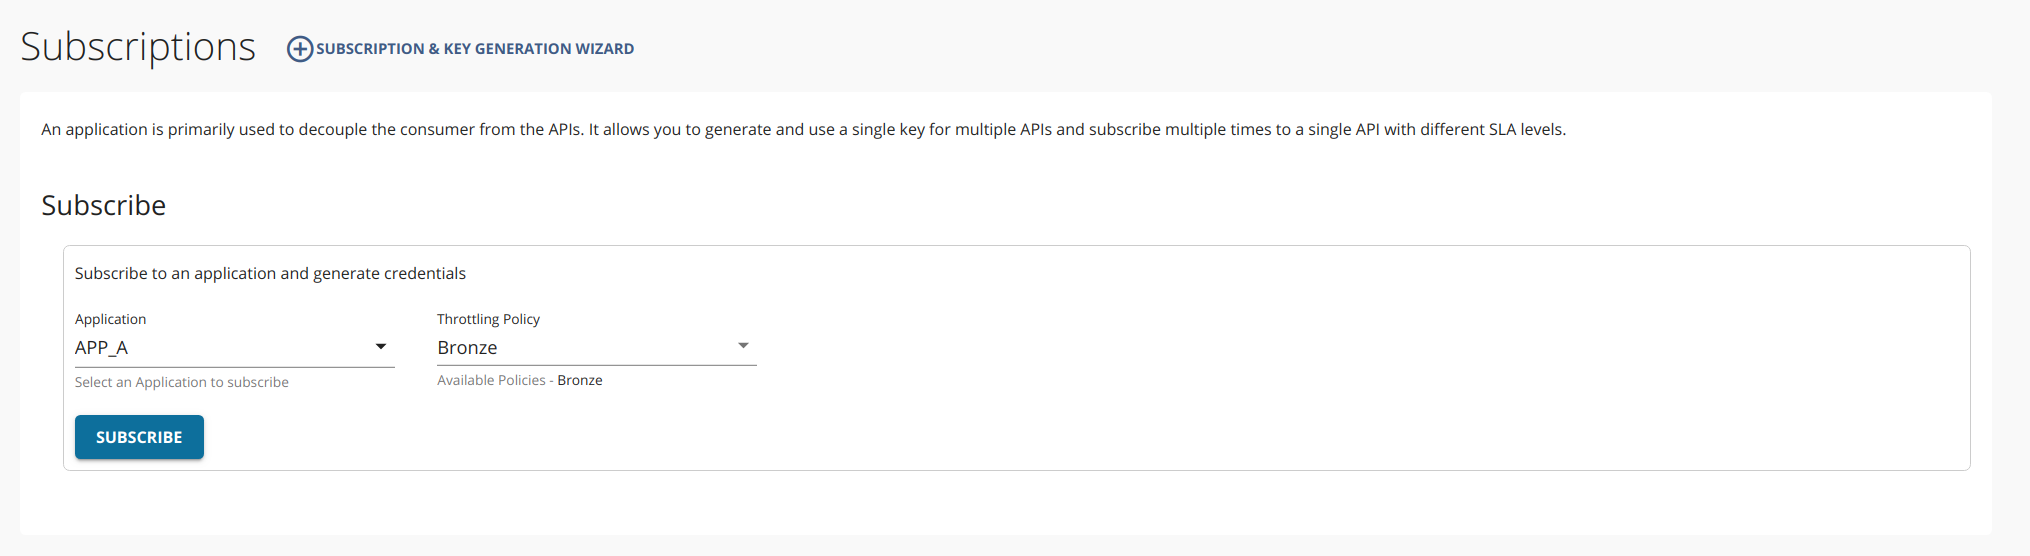 Subscriptions
SUBSCRIPTION & KEY GENERATION WIZARD
An application is primarily used to decouple the consumer from the APIs. It allows you to generate and use a single key for multiple APIs and subscribe multiple times to a single API with different SLA levels.
Subscribe
Subscribe to an application and generate credentials
Application
APP_A
Select an Application to subscribe
Throttling Policy
Bronze
Available Policies - Bronze
SUBSCRIBE